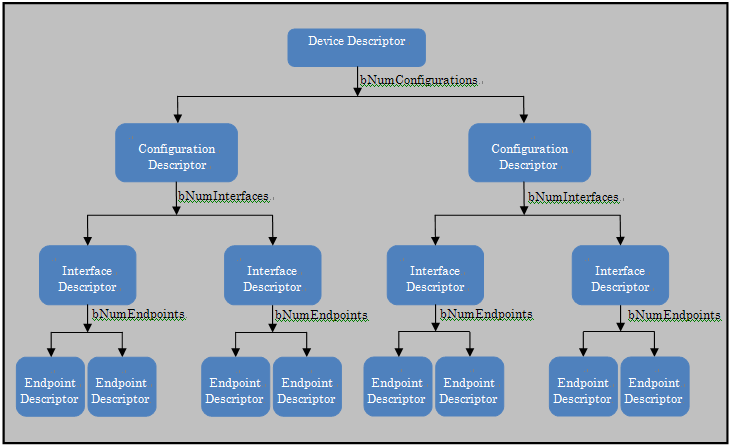 Device Descriptor
bNumConfigurations
Configuration
Descriptor
Configuration
Descriptor
bNumInterfaces
bNumInterfaces
Interface
Descriptor
Interface
Descriptor
Interface
Descriptor
Interface
Descriptor
bNumEndpoints
bNumEndpoints
bNumEndpoints
bNumEndpoints
Endpoint
Descriptor
Endpoint
Descriptor
Endpoint
Descriptor
Endpoint
Descriptor
Endpoint
Descriptor
Endpoint
Descriptor
Endpoint
Descriptor
Endpoint
Descriptor